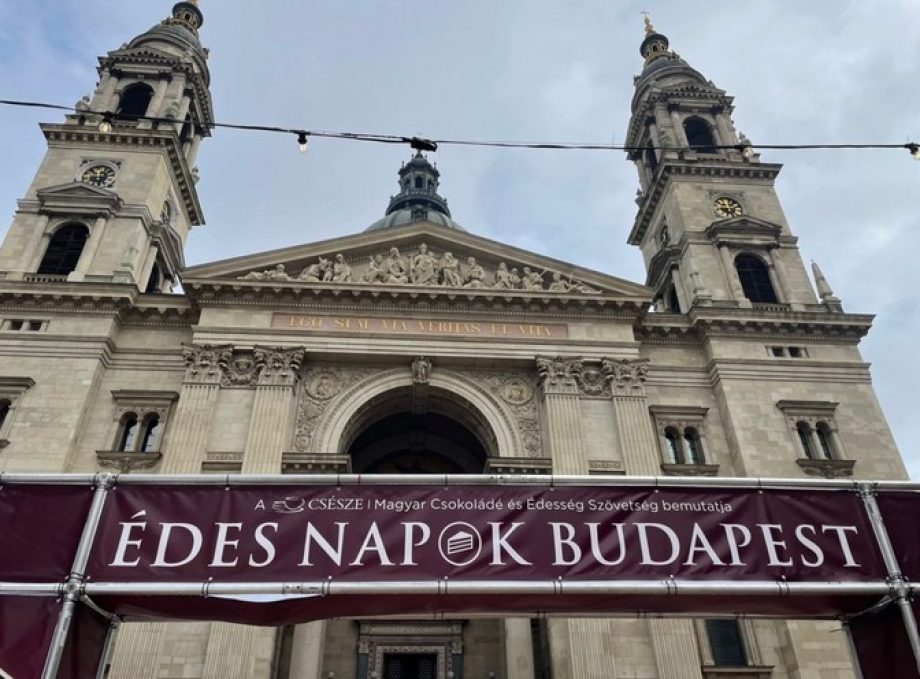 EGO SUM VIA VERITAS ET VITA
A CSÉSZE | Magyar Csokoládé és Édesség Szövetség bemutatja
ÉDES NAPOK BUDAPEST